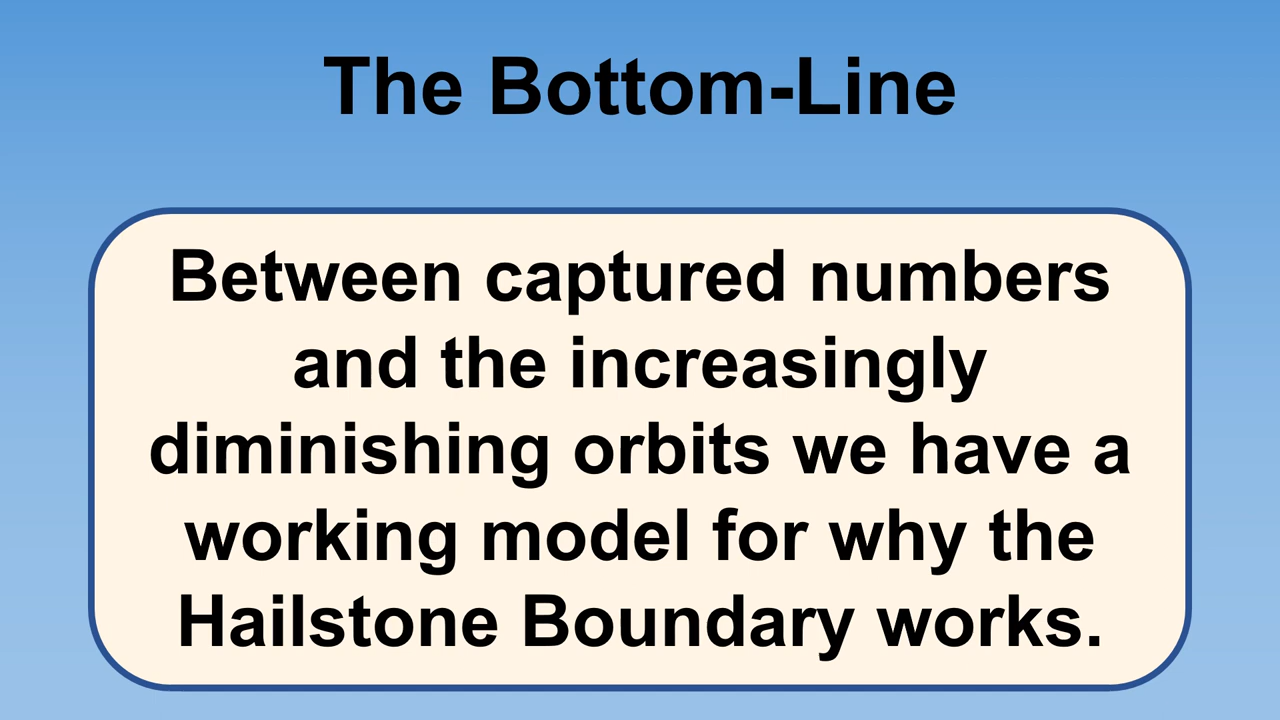 The Bottom-Line
Between captured numbers
and the increasingly
diminishing orbits we have a
working model for why the
Hailstone Boundary works.